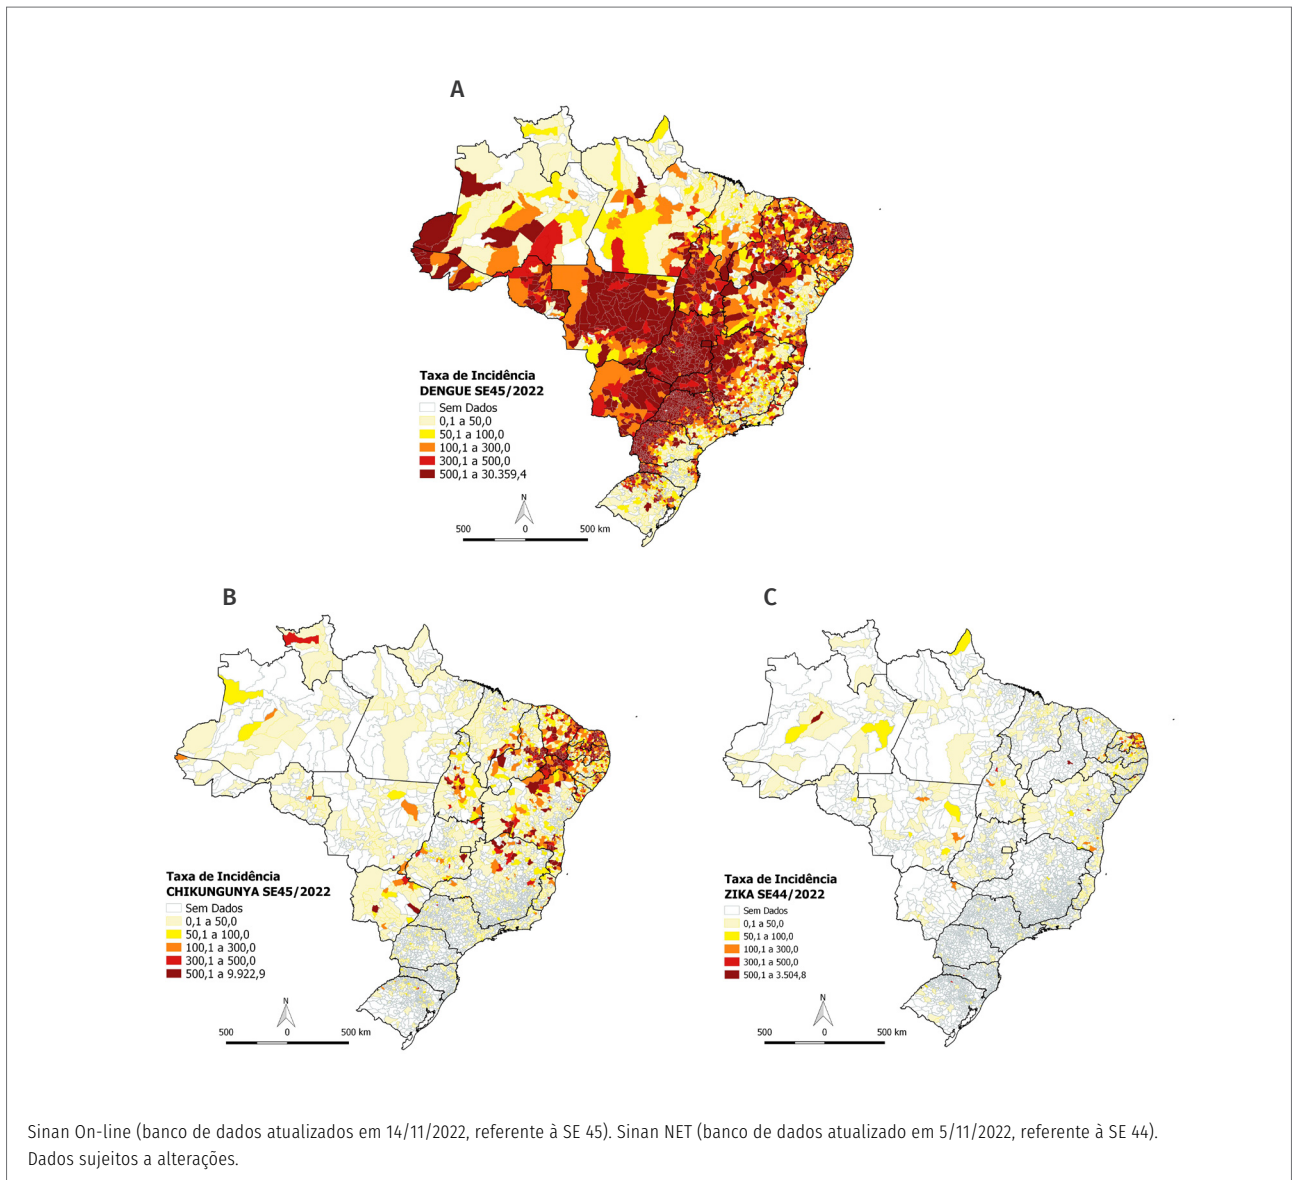 A
Taxa de Incidência
DENGUE SE45/2022
Sem Dados
0,1 a 50,0
50,1 a 100,0
100,1 a 300,0
300,1 a 500,0
500,1 a 30.359,4
N
500 0 500 km
B
Taxa de Incidência
CHIKUNGUNYA SE45/2022
Sem Dados
0,1 a 50,0
50,1 a 100,0
100,1 a 300,0
300,1 a 500,0
500,1 a 9.922,9
N
500 0 500 km
C
Taxa de Incidência
ZIKA SE44/2022
Sem Dados
0,1 a 50,0
50,1 a 100,0
100,1 a 300,0
300,1 a 500,0
500,1 a 3.504,8
N
500 0 500 km
Sinan On-line (banco de dados atualizados em 14/11/2022, referente à SE 45). Sinan NET (banco de dados atualizado em 5/11/2022, referente à SE 44).
Dados sujeitos a alterações.